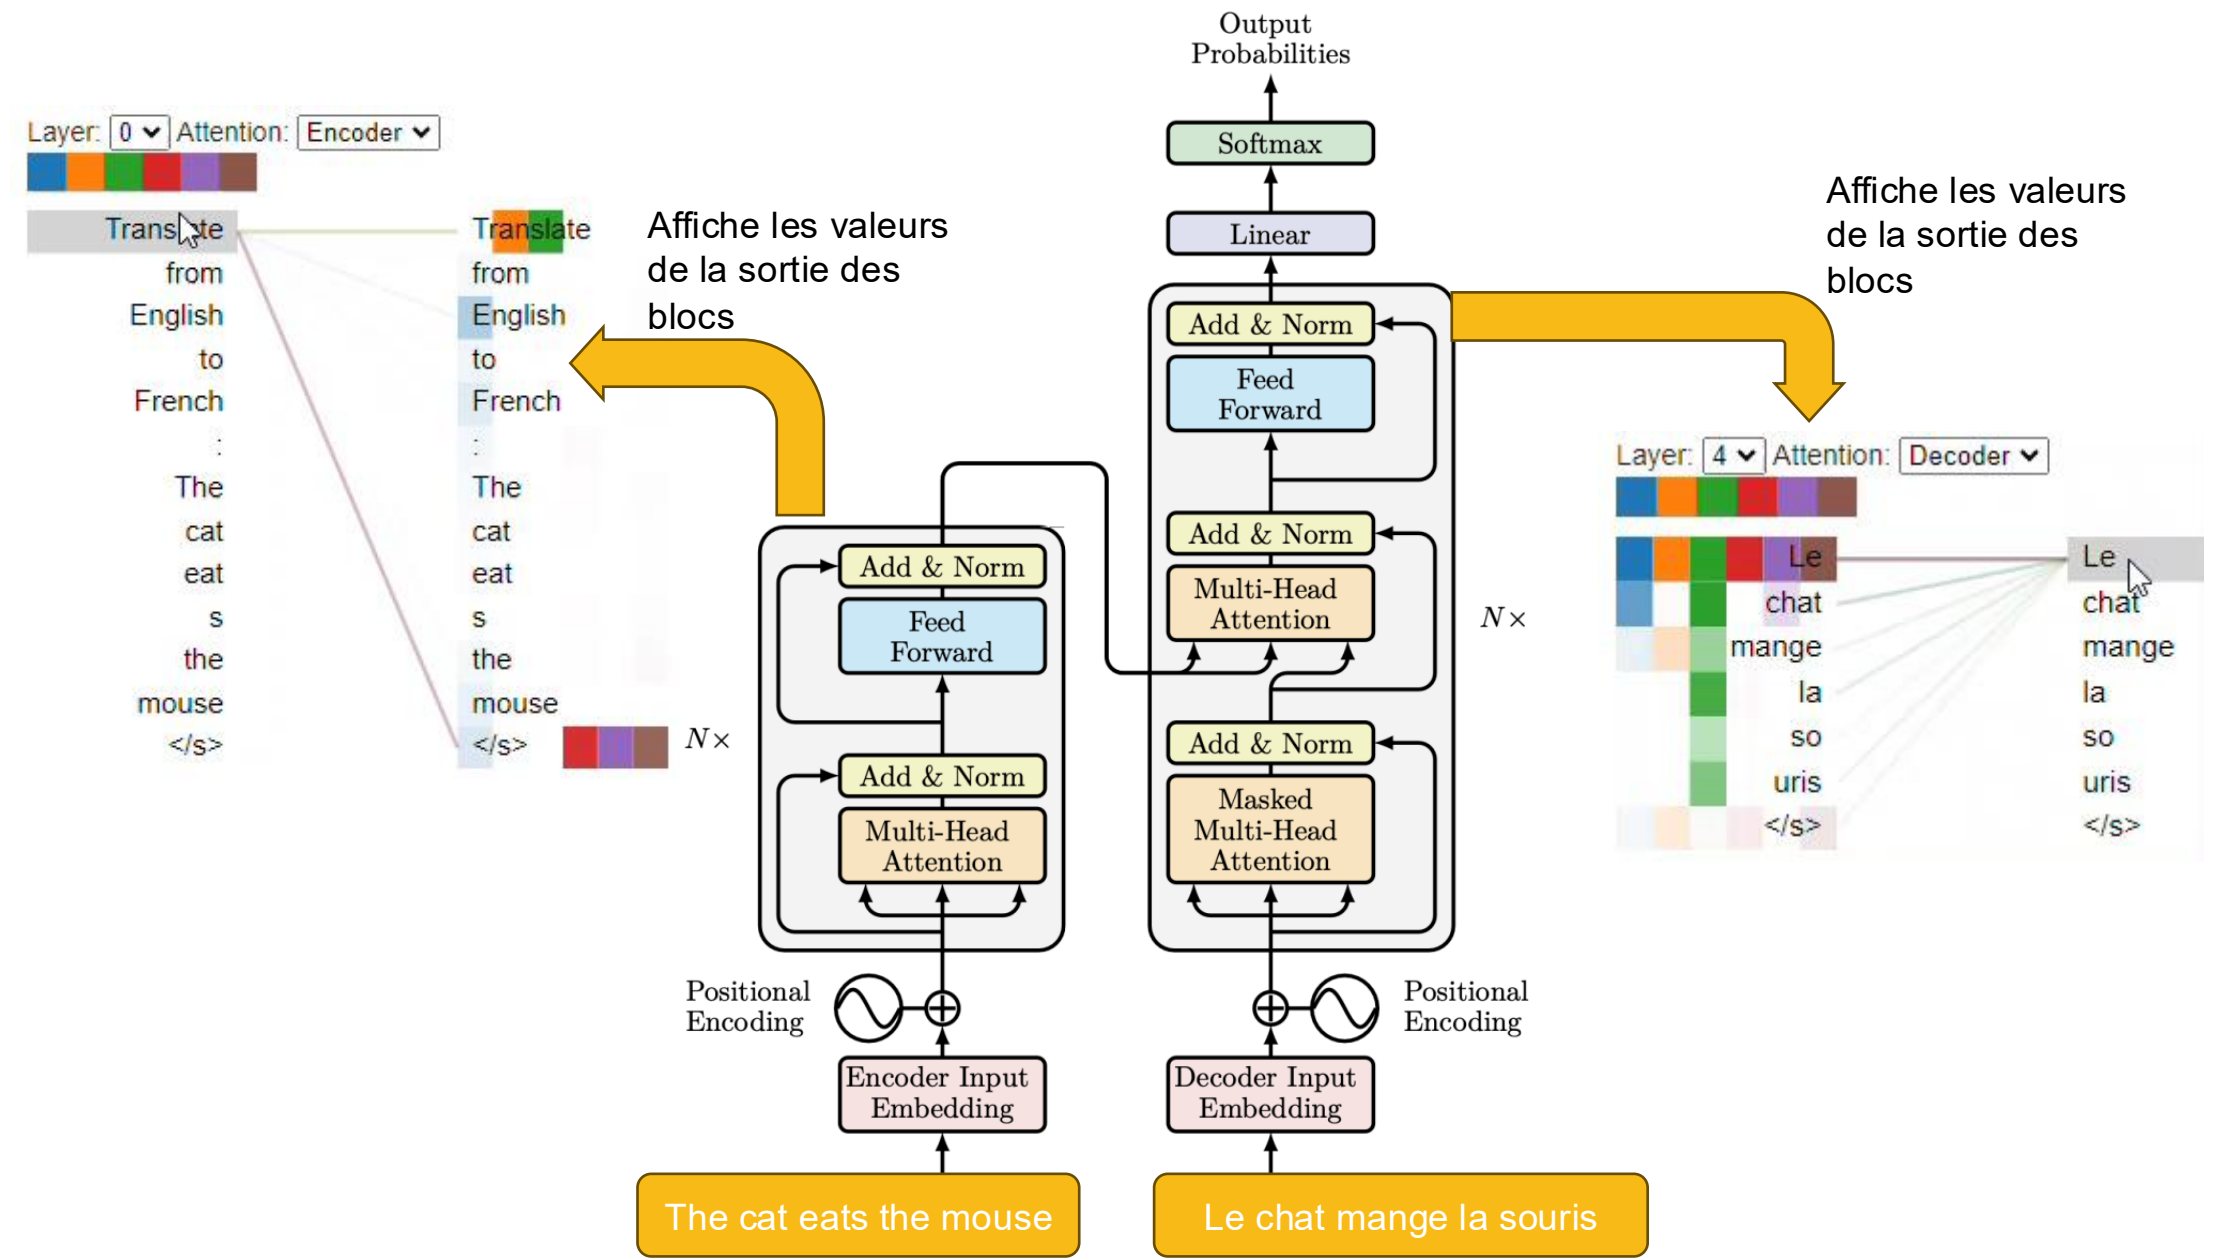 Output
Probabilities
Softmax
Linear
Add & Norm
Feed
Forward
Add & Norm
Multi-Head
Attention
Add & Norm
Masked
Multi-Head
Attention
N×
Positional
Encoding
Decoder Input
Embedding
Le chat mange la souris
Layer: 0 Attention: Encoder
Translate Translate
from from
English English
to to
French French
: :
The The
cat cat
eat eat
s s
the the
mouse mouse
</s> </s>
Affiche les valeurs
de la sortie des
blocs
Add & Norm
Feed
Forward
Add & Norm
Multi-Head
Attention
N×
Positional
Encoding
Encoder Input
Embedding
The cat eats the mouse
Affiche les valeurs
de la sortie des
blocs
Layer: 4 Attention: Decoder
Le Le
chat chat
mange mange
la la
so so
uris uris
</s> </s>